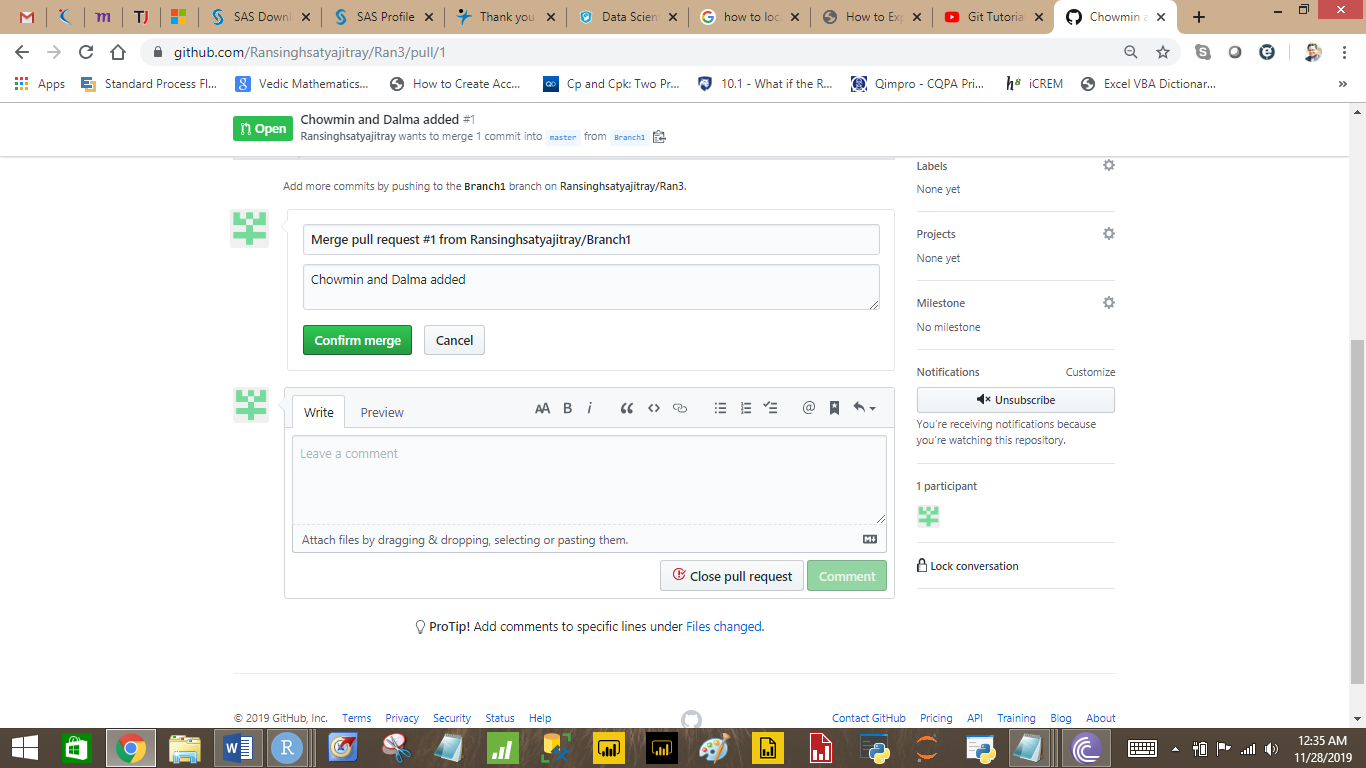 SAS Downl
SAS Profile
Thank you
Data Scien
how to loc
How to Exp
Git Tutoria
Chowmin a
github.com/Ransinghsatyajitray/Ran3/pull/1
Apps
Standard Process Fl...
Vedic Mathematics...
How to Create Acc...
Cp and Cpk: Two Pr...
10.1 - What if the R...
Qimpro - CQPA Pri...
iCREM
Excel VBA Dictionar...
»
Open
Chowmin and Dalma added #1
Ransinghsatyajitray wants to merge 1 commit into master from Branch1
Add more commits by pushing to the Branch1 branch on Ransinghsatyajitray/Ran3.
Merge pull request #1 from Ransinghsatyajitray/Branch1
Chowmin and Dalma added
Confirm merge
Cancel
Write
Preview
AA B i
@
Leave a comment
Attach files by dragging & dropping, selecting or pasting them.
Close pull request
Comment
ProTip! Add comments to specific lines under Files changed.
Labels
None yet
Projects
None yet
Milestone
No milestone
Notifications
Customize
Unsubscribe
You're receiving notifications because
you're watching this repository.
1 participant
Lock conversation
© 2019 GitHub, Inc.
Terms
Privacy
Security
Status
Help
Contact GitHub
Pricing
API
Training
Blog
About
12:35 AM
11/28/2019